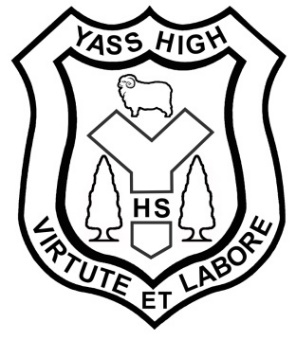 YASS HIGH
Y
HS
VIRTUTE ET LABORE